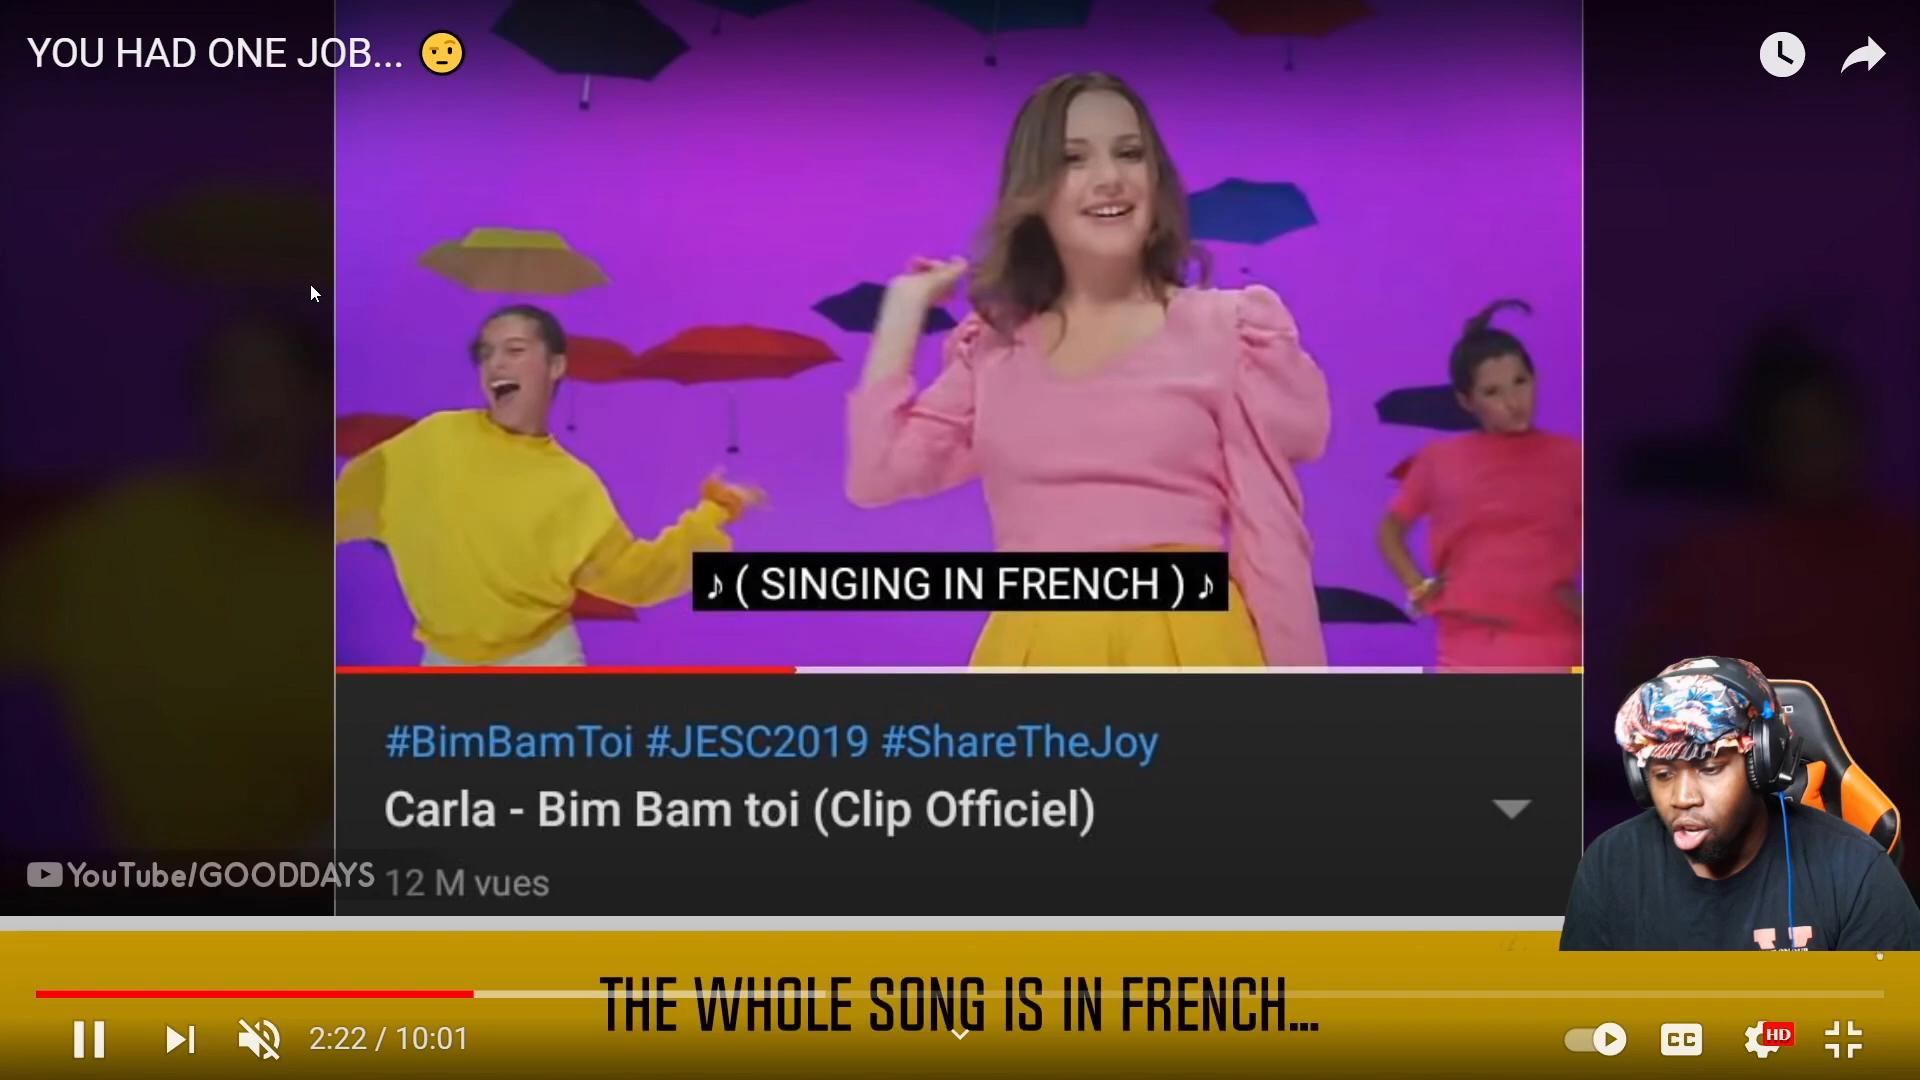 YOU HAD ONE JOB... 🤨
♪ ( SINGING IN FRENCH ) ♪
#BimBamToi #JESC2019 #ShareTheJoy
Carla - Bim Bam toi (Clip Officiel)
YouTube/GOODDAYS
12 M vues
THE WHOLE SONG IS IN FRENCH...
2:22 / 10:01
CC
HD